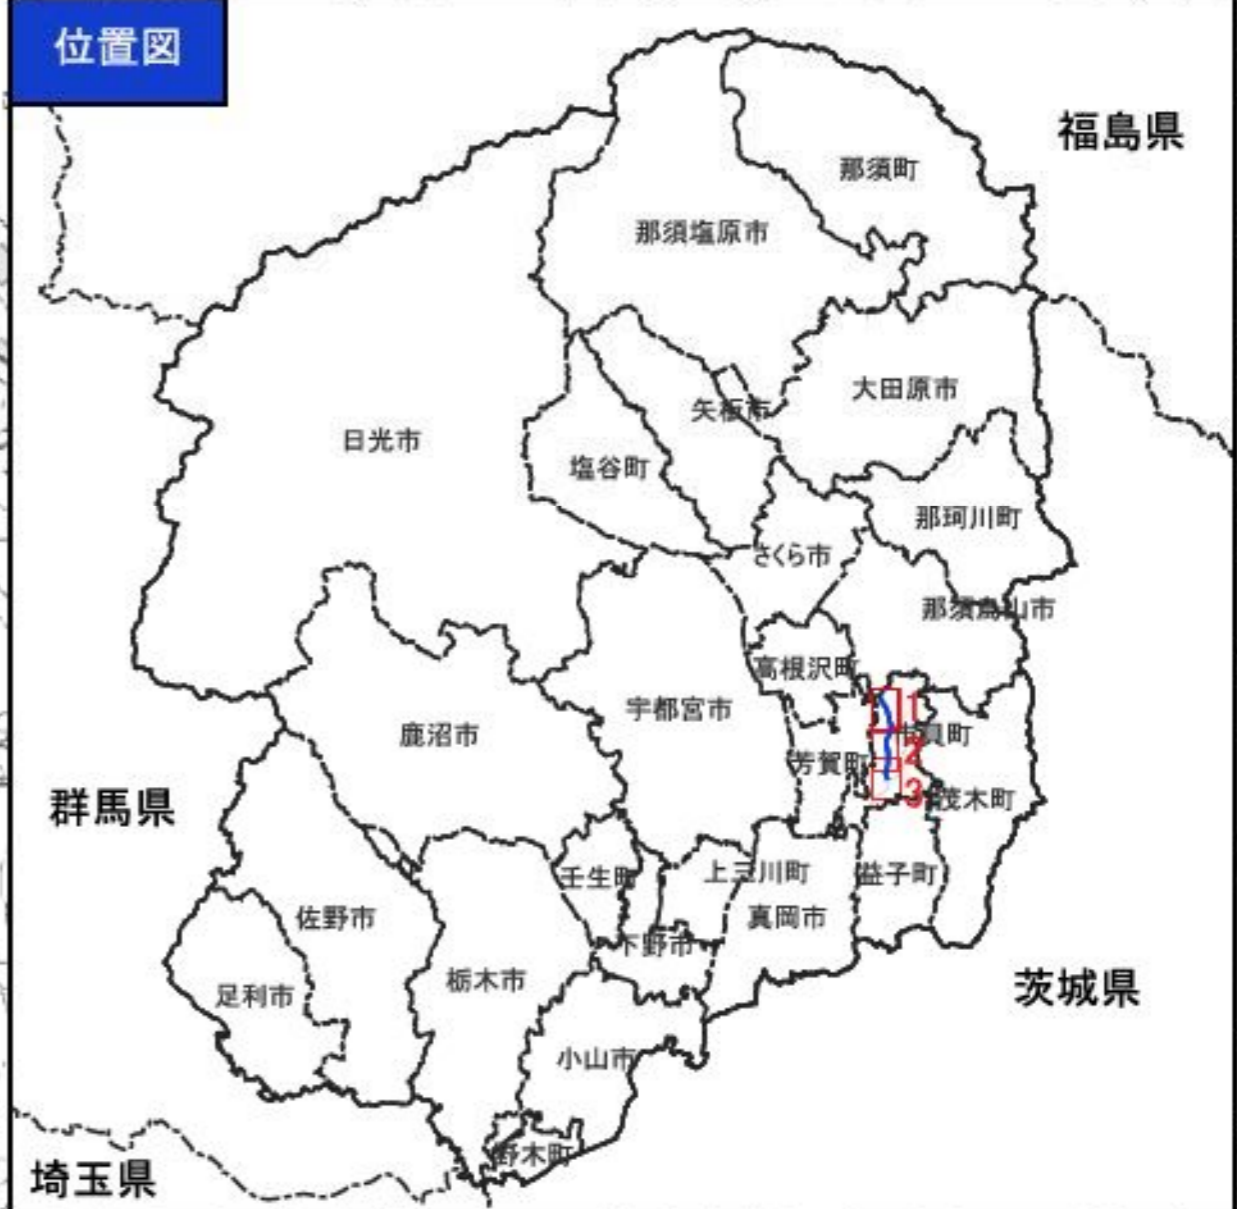 位置図
福島県
那須町
那須塩原市
大田原市
矢板市
日光市
塩谷町
那珂川町
さくら市
那須烏山市
高根沢町
宇都宮市
1
鹿沼市
市貝町
2
芳賀町
3
茂木町
群馬県
壬生町
上三川町
益子町
佐野市
真岡市
下野市
栃木市
足利市
茨城県
小山市
野木町
埼玉県